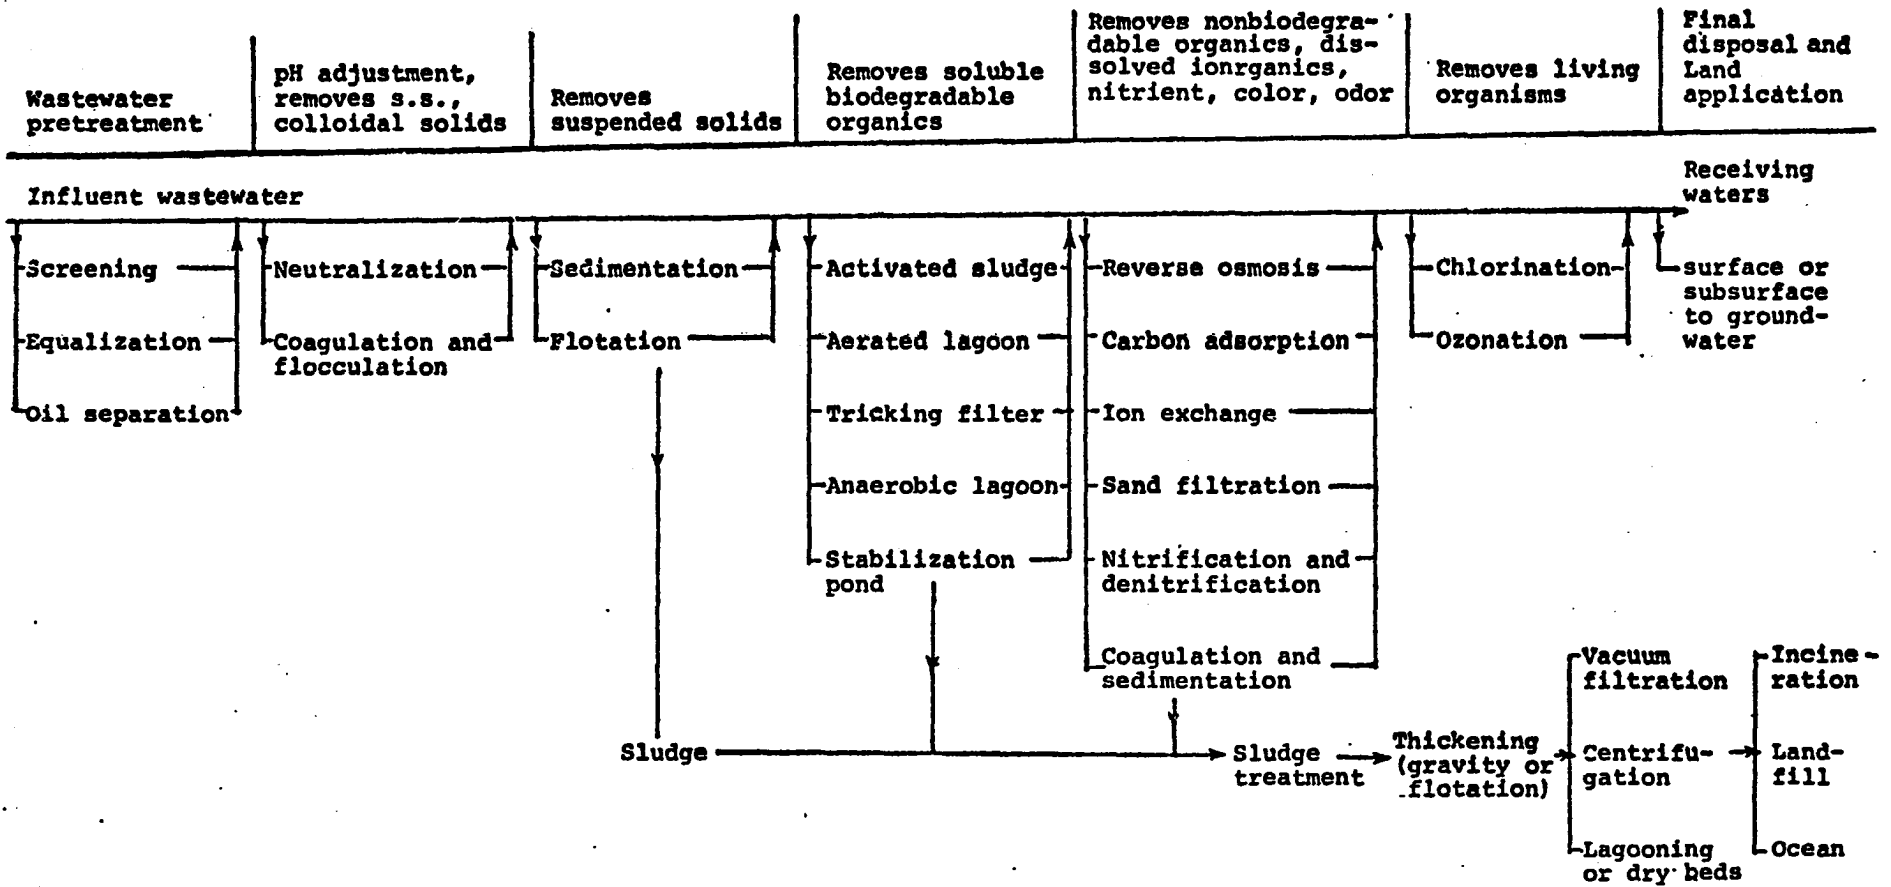 Wastewater
pretreatment
pH adjustment,
removes s.s.,
colloidal solids
Removes
suspended solids
Removes soluble
biodegradable
organics
Removes nonbiodegra-
dable organics, dis-
solved ionrganics,
nitrient, color, odor
Removes living
organisms
Final
disposal and
Land
application
Influent wastewater
Receiving
waters
Screening
Equalization
Oil separation
Neutralization
Coagulation and
flocculation
Sedimentation
Flotation
Activated sludge
Aerated lagoon
Tricking filter
Anaerobic lagoon
Stabilization
pond
Reverse osmosis
Carbon adsorption
Ion exchange
Sand filtration
Nitrification and
denitrification
Coagulation and
sedimentation
Chlorination
Ozonation
surface or
subsurface
to ground-
water
Sludge
Sludge
treatment
Thickening
(gravity or
flotation)
Vacuum
filtration
Centrifu-
gation
Lagooning
or dry beds
Incine-
ration
Land-
fill
Ocean